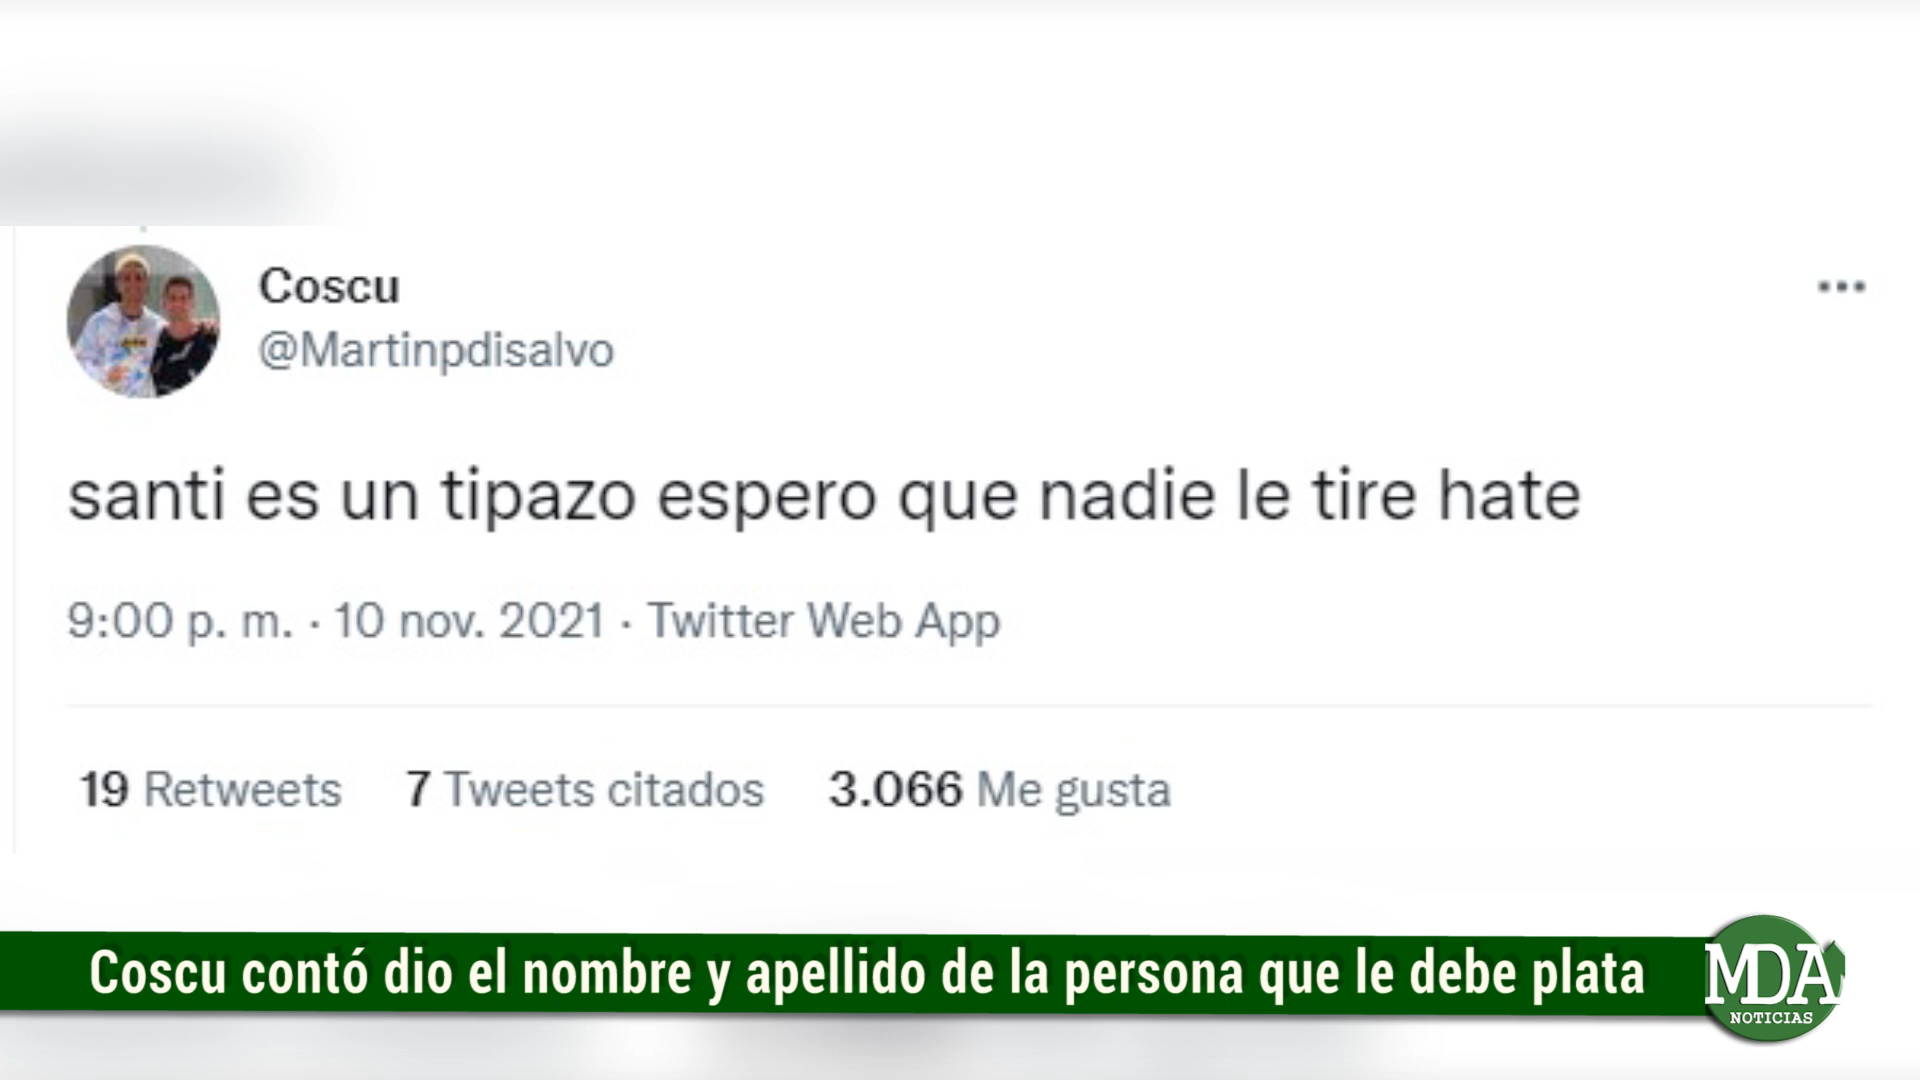 Coscu
@Martinpdisalvo
santi es un tipazo espero que nadie le tire hate
9:00 p. m. · 10 nov. 2021 · Twitter Web App
19 Retweets 7 Tweets citados 3.066 Me gusta
Coscu contó dio el nombre y apellido de la persona que le debe plata
MDA
NOTICIAS